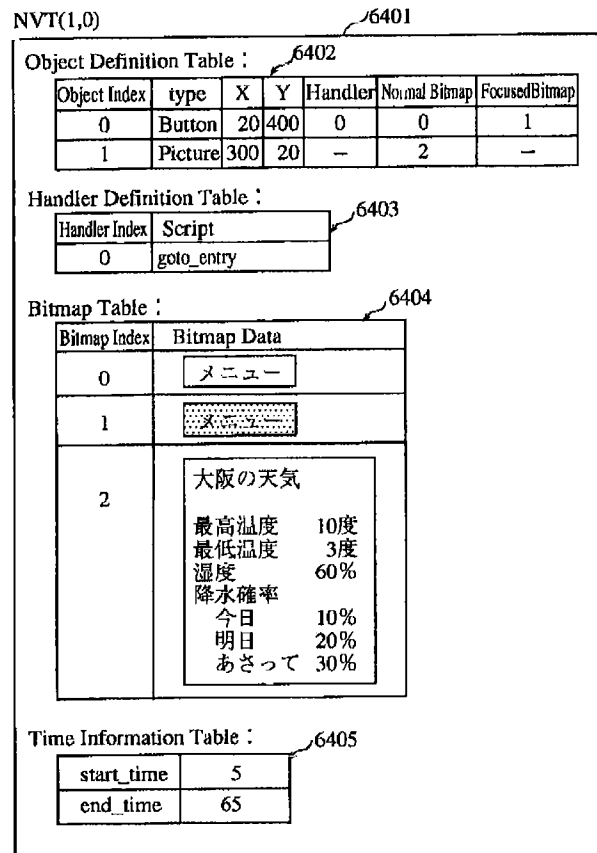 NVT(1,0)
6401
Object Definition Table :
6402
Object Index type X Y Handler Normal Bitmap FocusedBitmap
0 Button 20 400 0 0 1
1 Picture 300 20 — 2 —
Handler Definition Table :
6403
Handler Index Script
0 goto_entry
Bitmap Table :
6404
Bitmap Index Bitmap Data
0 メニュー
1 メニュー
2
大阪の天気
最高温度 10度
最低温度 3度
湿度 60%
降水確率
今日 10%
明日 20%
あさって 30%
Time Information Table :
6405
start_time 5
end_time 65